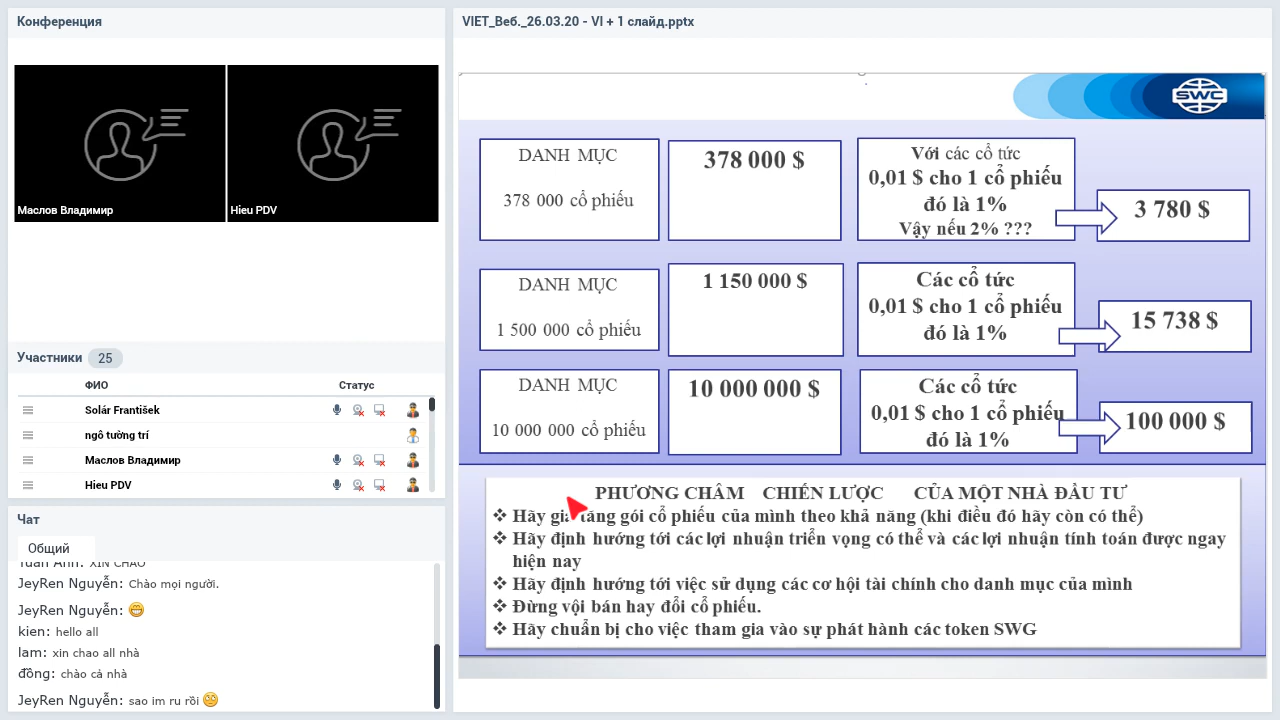 Конференция
Маслов Владимир
Hieu PDV
Участники 25
ФИО Статус
Solár František
ngô tường trí
Маслов Владимир
Hieu PDV
Чат
Общий
Tuấn Anh: XIN CHÀO
JeyRen Nguyễn: Chào mọi người.
JeyRen Nguyễn: 😁
kien: hello all
lam: xin chao all nhà
đồng: chào cả nhà
JeyRen Nguyễn: sao im ru rồi 🙄
VIET_Веб._26.03.20 - VI + 1 слайд.pptx
SWC
DANH MỤC
378 000 cổ phiếu
378 000 $
Với các cổ tức
0,01 $ cho 1 cổ phiếu
đó là 1%
Vậy nếu 2% ???
3 780 $
DANH MỤC
1 500 000 cổ phiếu
1 150 000 $
Các cổ tức
0,01 $ cho 1 cổ phiếu
đó là 1%
15 738 $
DANH MỤC
10 000 000 cổ phiếu
10 000 000 $
Các cổ tức
0,01 $ cho 1 cổ phiếu
đó là 1%
100 000 $
PHƯƠNG CHÂM CHIẾN LƯỢC CỦA MỘT NHÀ ĐẦU TƯ
❖ Hãy gia tăng gói cổ phiếu của mình theo khả năng (khi điều đó hãy còn có thể)
❖ Hãy định hướng tới các lợi nhuận triển vọng có thể và các lợi nhuận tính toán được ngay
hiện nay
❖ Hãy định hướng tới việc sử dụng các cơ hội tài chính cho danh mục của mình
❖ Đừng vội bán hay đổi cổ phiếu.
❖ Hãy chuẩn bị cho việc tham gia vào sự phát hành các token SWG